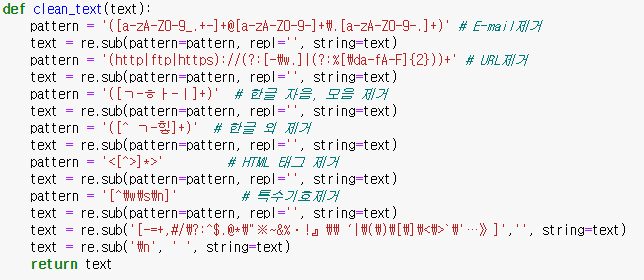 def clean_text(text):
    pattern = '([a-zA-Z0-9_.+-]+@[a-zA-Z0-9-]+₩.[a-zA-Z0-9-.]+)' # E-mail제거
    text = re.sub(pattern=pattern, repl='', string=text)
    pattern = '(http|ftp|https)://(?:[-₩w.]|(?:%[₩da-fA-F]{2}))+' # URL제거
    text = re.sub(pattern=pattern, repl='', string=text)
    pattern = '([ㄱ-ㅎㅏ-ㅣ]+)' # 한글 자음, 모음 제거
    text = re.sub(pattern=pattern, repl='', string=text)
    pattern = '([^ ㄱ-힣]+)' # 한글 외 제거
    text = re.sub(pattern=pattern, repl='', string=text)
    pattern = '<[^>]*>' # HTML 태그 제거
    text = re.sub(pattern=pattern, repl='', string=text)
    pattern = '[^₩w₩s₩n]' # 특수기호제거
    text = re.sub(pattern=pattern, repl='', string=text)
    text = re.sub('[-=+,#/₩?:^$.@*₩"※~&%ㆍ!』₩₩‘|₩(₩)₩[₩]₩<₩>`₩'…》]','', string=text)
    text = re.sub('₩n', ' ', string=text)
    return text